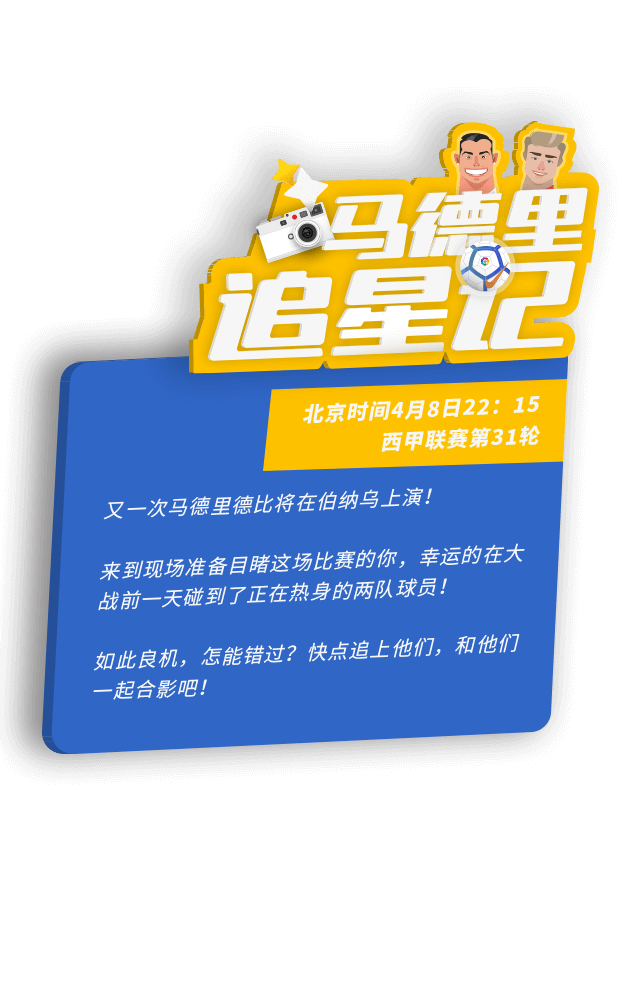 马德里
追星记
北京时间4月8日22：15
西甲联赛第31轮
又一次马德里德比将在伯纳乌上演！
来到现场准备目睹这场比赛的你，幸运的在大
战前一天碰到了正在热身的两队球员！
如此良机，怎能错过？快点追上他们，和他们
一起合影吧！